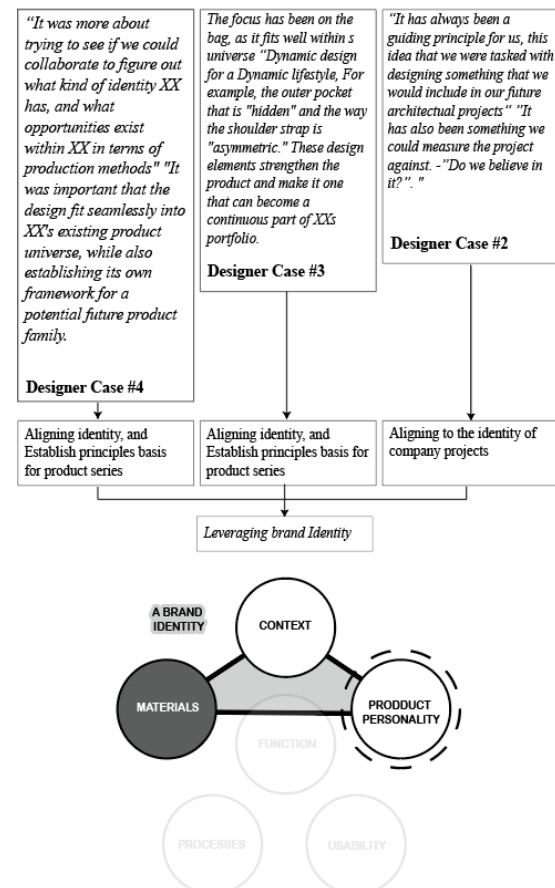 "It was more about
trying to see if we could
collaborate to figure out
what kind of identity XX
has, and what
opportunities exist
within XX in terms of
production methods" "It
was important that the
design fit seamlessly into
XX's existing product
universe, while also
establishing its own
framework for a
potential future product
family.
Designer Case #4
The focus has been on the
bag, as it fits well within s
universe "Dynamic design
for a Dynamic lifestyle, For
example, the outer pocket
that is "hidden" and the way
the shoulder strap is
"asymmetric." These design
elements strengthen the
product and make it one
that can become a
continuous part of XXs
portfolio.
Designer Case #3
"It has always been a
guiding principle for us, this
idea that we were tasked with
designing something that we
would include in our future
architectual projects“ "It
has also been something we
could measure the project
against. -"Do we believe in
it?”. "
Designer Case #2
Aligning identity, and
Establish principles basis
for product series
Aligning identity, and
Establish principles basis for
product series
Aligning to the identity of
company projects
Leveraging brand Identity
A BRAND
IDENTITY
CONTEXT
MATERIALS
PRODDUCT
PERSONALITY
FUNCTION
PROCESSES
USABILITY